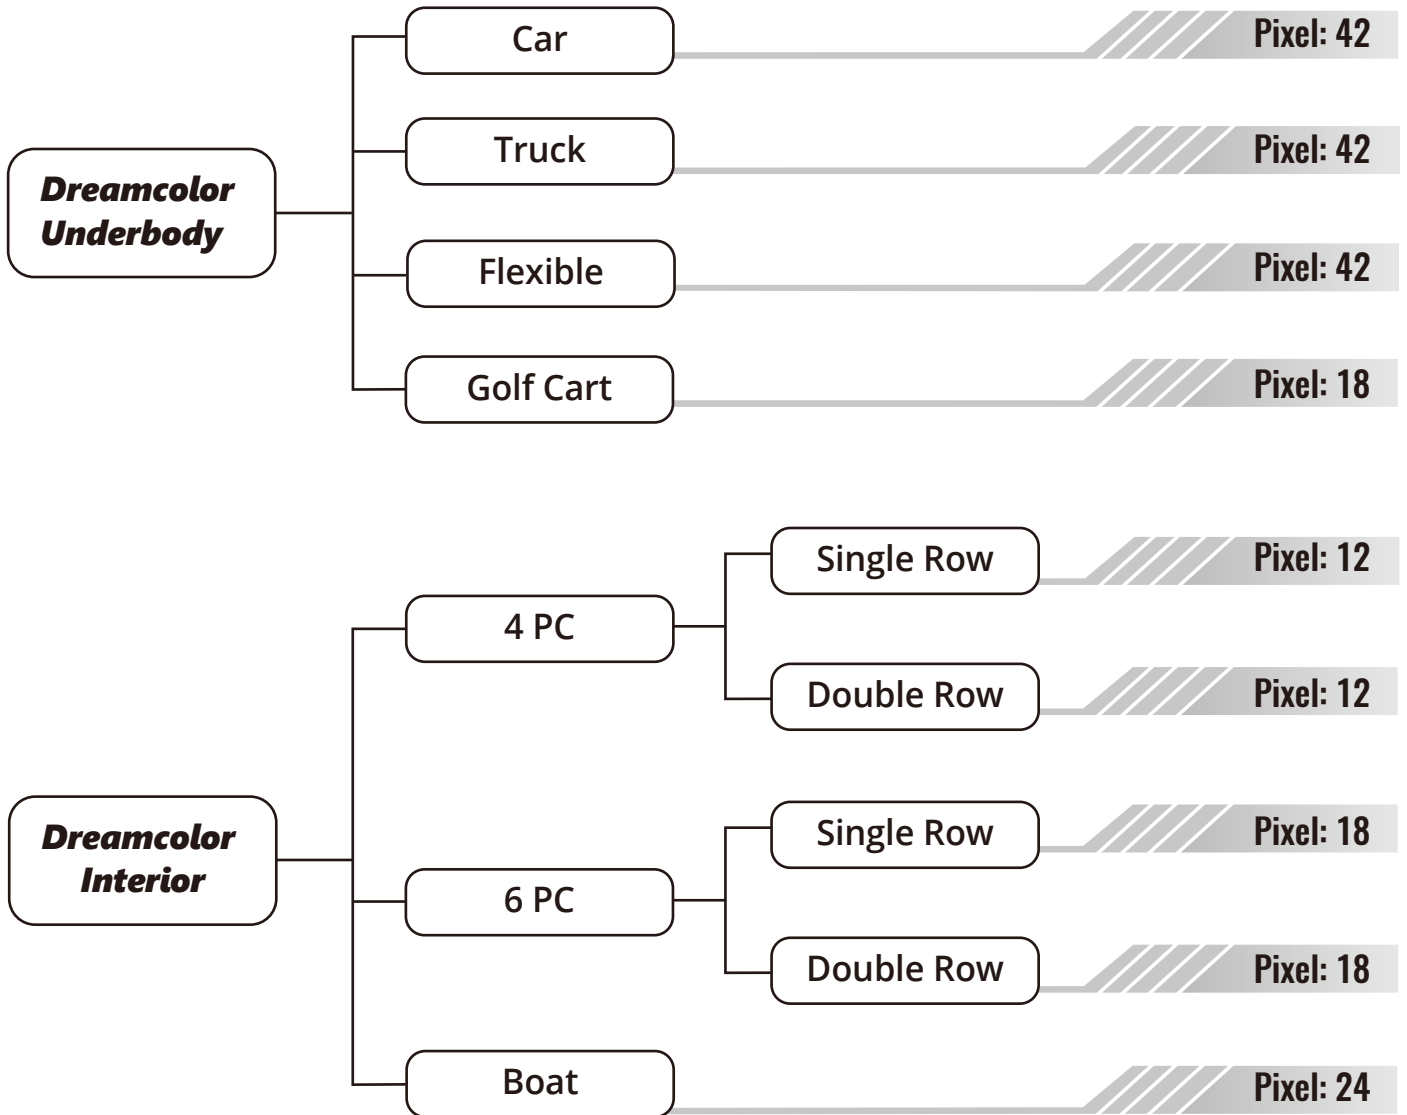 Car
Pixel: 42
Truck
Pixel: 42
Dreamcolor
Underbody
Flexible
Pixel: 42
Golf Cart
Pixel: 18
Single Row
Pixel: 12
4 PC
Double Row
Pixel: 12
Dreamcolor
Interior
Single Row
Pixel: 18
6 PC
Double Row
Pixel: 18
Boat
Pixel: 24